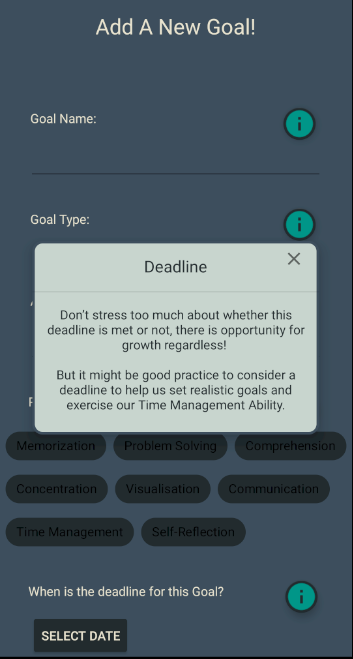 Add A New Goal!
Goal Name:
Goal Type:
Deadline
Don't stress too much about whether this
deadline is met or not, there is opportunity for
growth regardless!
But it might be good practice to consider a
deadline to help us set realistic goals and
exercise our Time Management Ability.
Memorization Problem Solving Comprehension
Concentration Visualisation Communication
Time Management Self-Reflection
When is the deadline for this Goal?
SELECT DATE